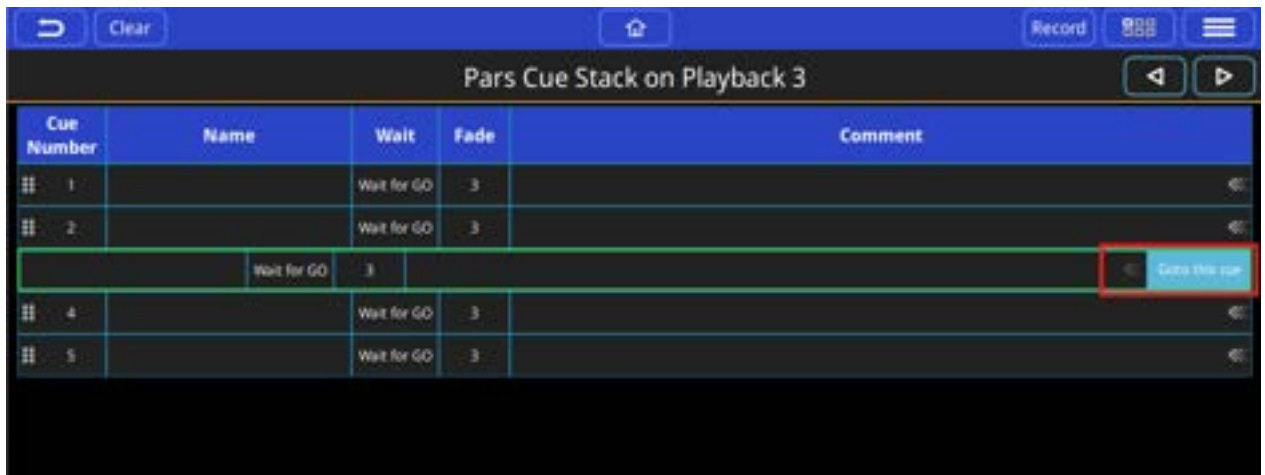 Clear Record
Pars Cue Stack on Playback 3
Cue Number Name Wait Fade Comment
1 Wait for GO 3
2 Wait for GO 3
Wait for GO 3 Goto this cue
4 Wait for GO 3
5 Wait for GO 3